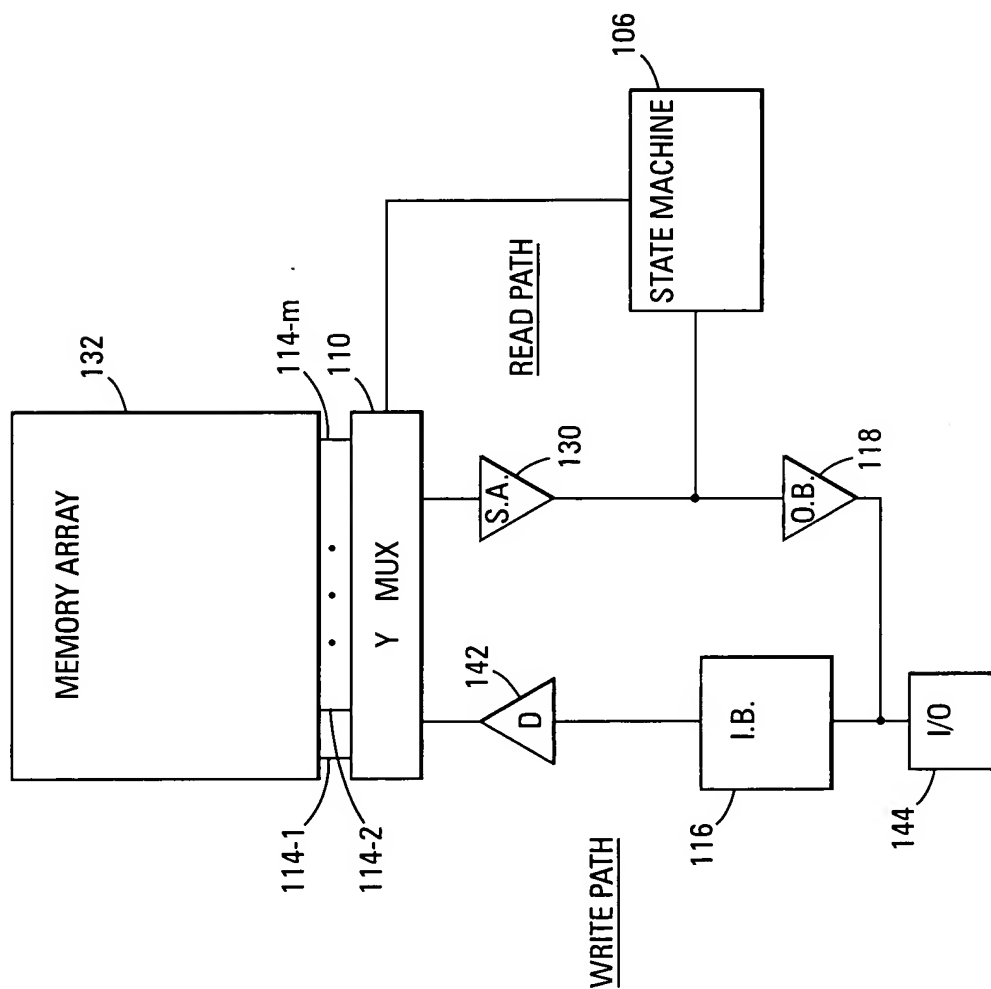 MEMORY ARRAY
132
114-1
114-2
114-m
Y MUX
110
142
D
S.A.
130
READ PATH
STATE MACHINE
106
WRITE PATH
I.B.
116
O.B.
118
I/O
144